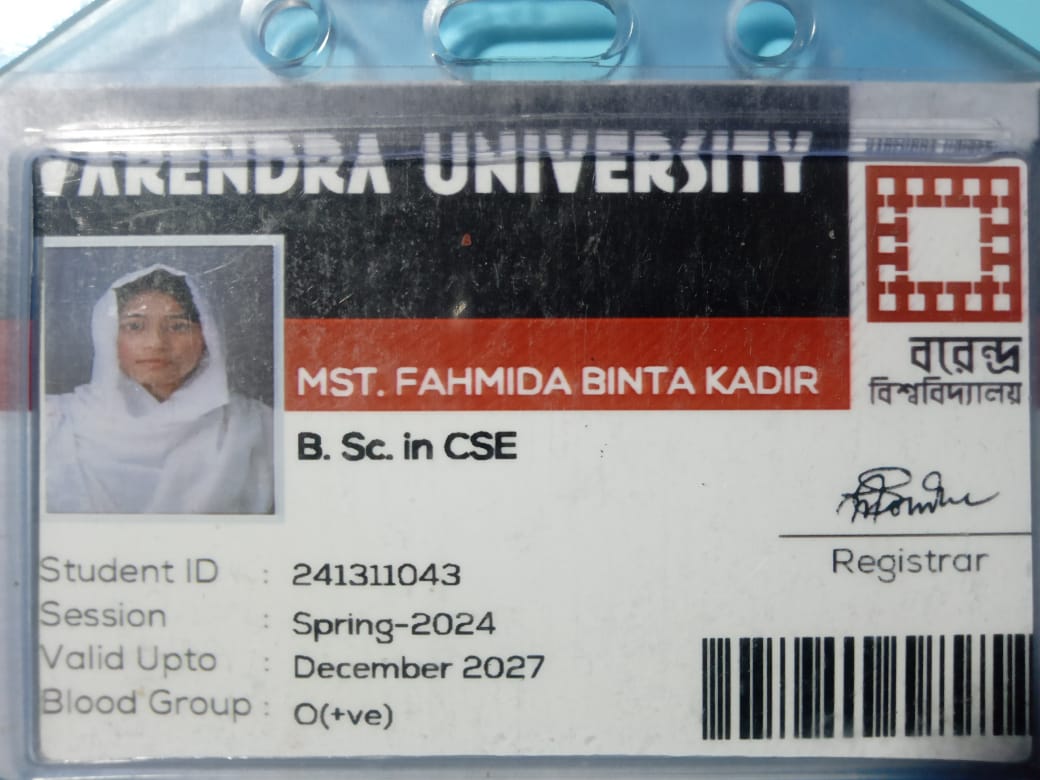 VARENDRA UNIVERSITY
বরেন্দ্র
বিশ্ববিদ্যালয়
MST. FAHMIDA BINTA KADIR
B. Sc. in CSE
Registrar
Student ID : 241311043
Session : Spring-2024
Valid Upto : December 2027
Blood Group : O(+ve)